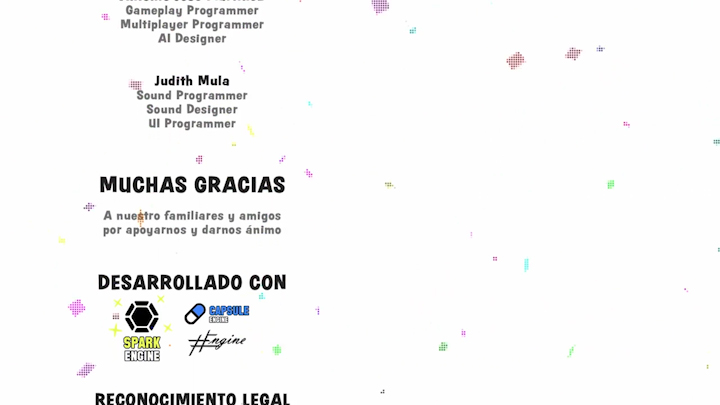 Gameplay Programmer
Multiplayer Programmer
AI Designer
Judith Mula
Sound Programmer
Sound Designer
UI Programmer
MUCHAS GRACIAS
A nuestro familiares y amigos
por apoyarnos y darnos ánimo
DESARROLLADO CON
SPARK
ENGINE
CAPSULE
ENGINE
#Engine
RECONOCIMIENTO LEGAL